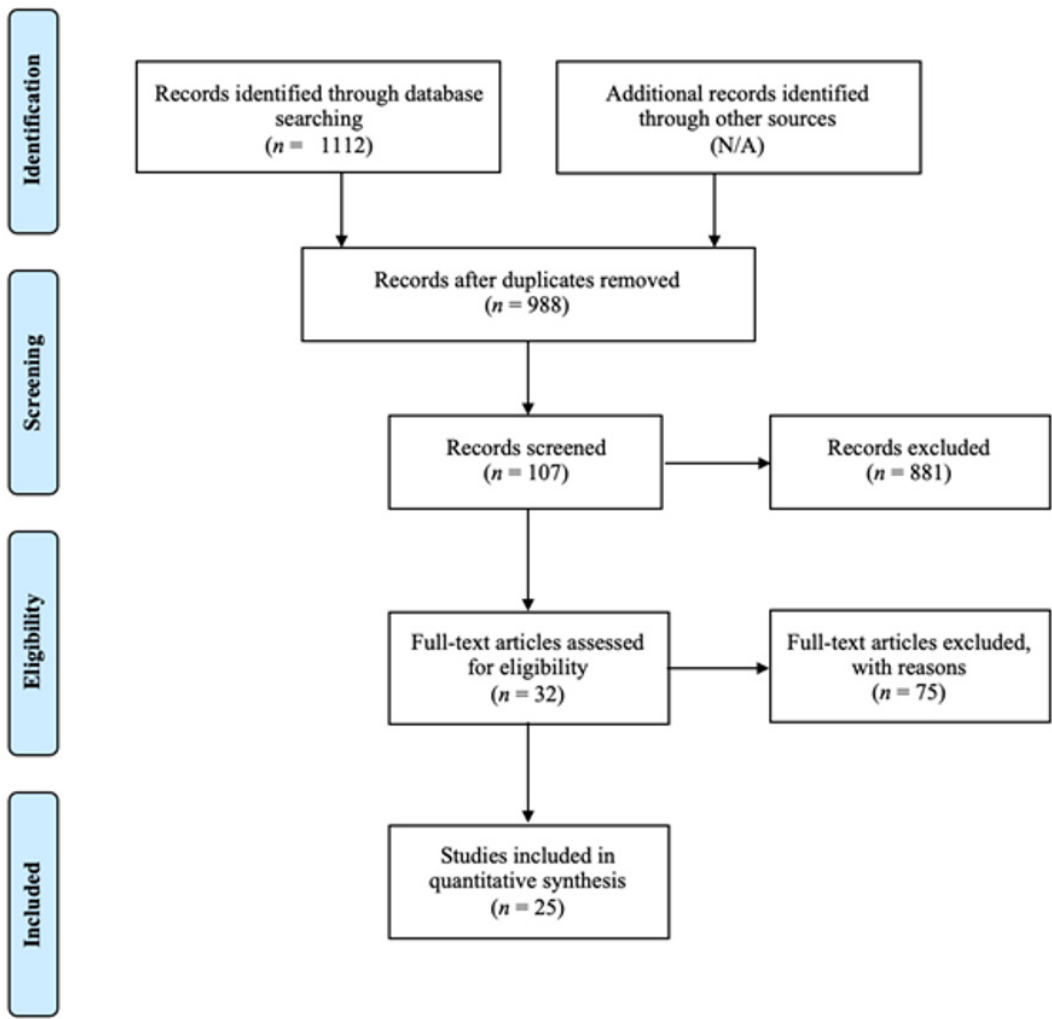 Identification
Records identified through database
searching
(n = 1112)
Additional records identified
through other sources
(N/A)
Records after duplicates removed
(n = 988)
Screening
Records screened
(n = 107)
Records excluded
(n = 881)
Eligibility
Full-text articles assessed
for eligibility
(n = 32)
Full-text articles excluded,
with reasons
(n = 75)
Included
Studies included in
quantitative synthesis
(n = 25)